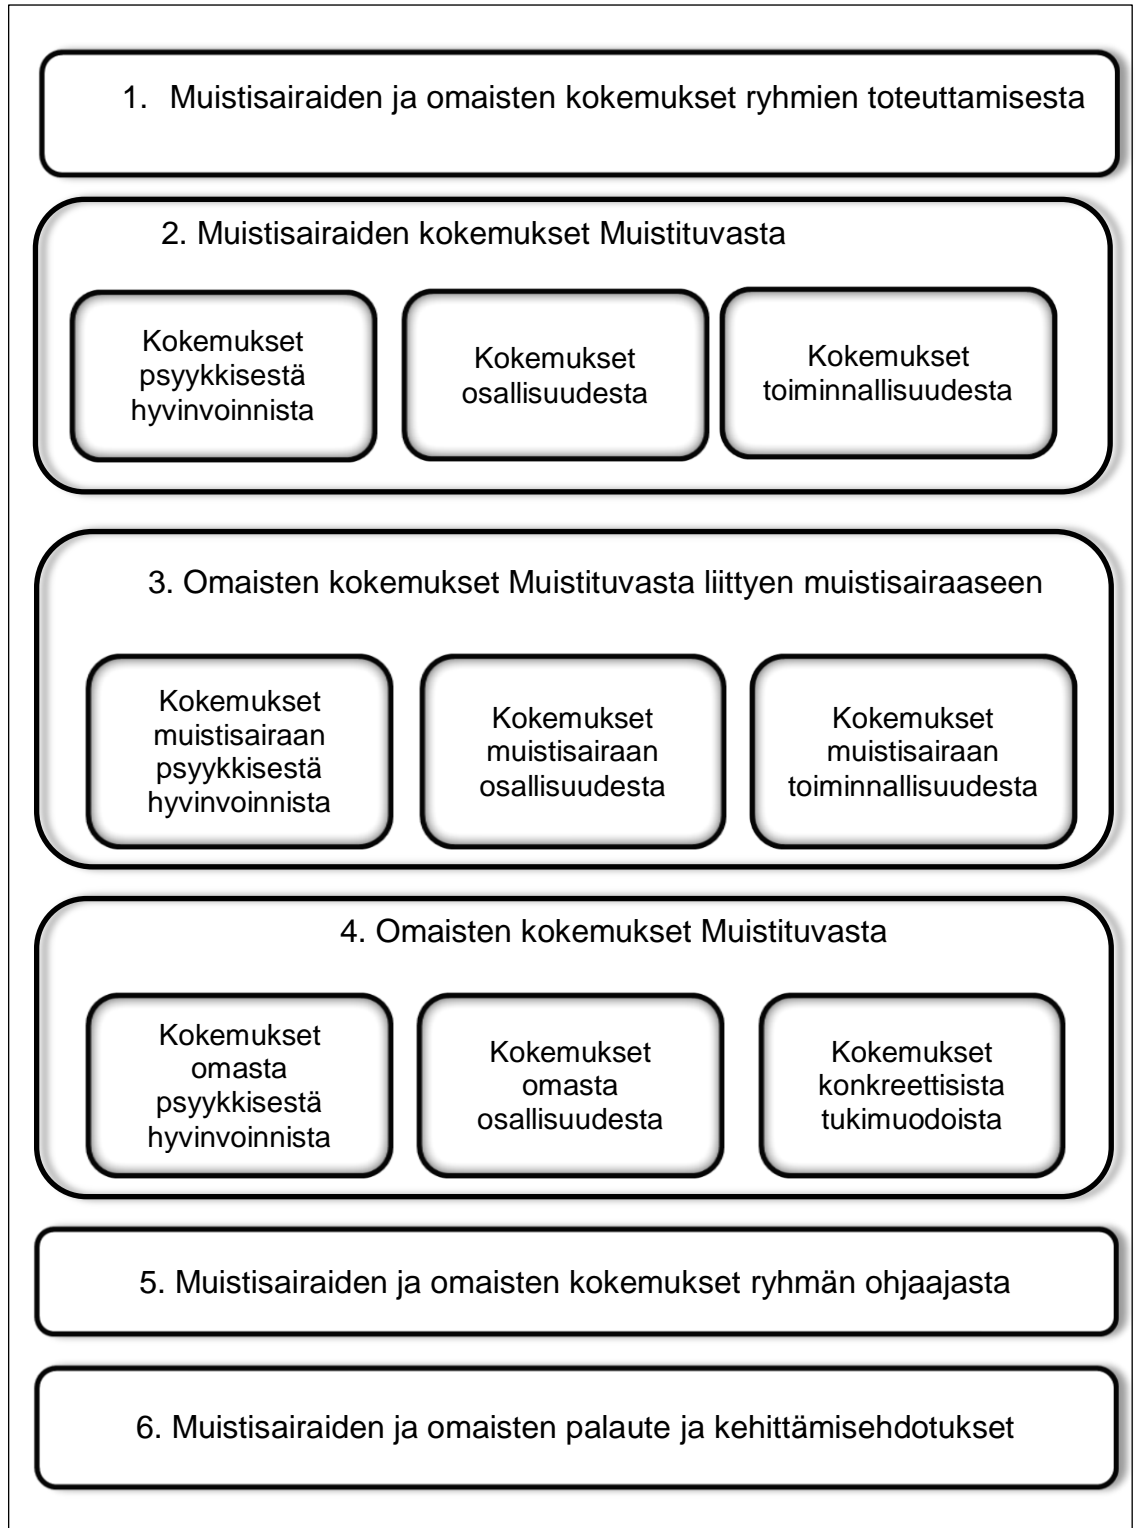 1. Muistisairaiden ja omaisten kokemukset ryhmien toteuttamisesta
2. Muistisairaiden kokemukset Muistituvasta
Kokemukset
psyykkisestä
hyvinvoinnista
Kokemukset
osallisuudesta
Kokemukset
toiminnallisuudesta
3. Omaisten kokemukset Muistituvasta liittyen muistisairaaseen
Kokemukset
muistisairaan
psyykkisestä
hyvinvoinnista
Kokemukset
muistisairaan
osallisuudesta
Kokemukset
muistisairaan
toiminnallisuudesta
4. Omaisten kokemukset Muistituvasta
Kokemukset
omasta
psyykkisestä
hyvinvoinnista
Kokemukset
omasta
osallisuudesta
Kokemukset
konkreettisista
tukimuodoista
5. Muistisairaiden ja omaisten kokemukset ryhmän ohjaajasta
6. Muistisairaiden ja omaisten palaute ja kehittämisehdotukset